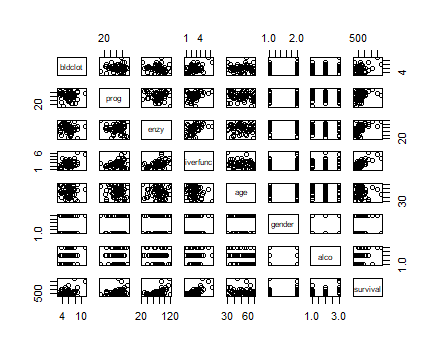 20 1 4 1.0 2.0 500
bldclot 4
20 prog
enzy 20
1 6 liverfunc
age 30
1.0 gender
alco 1.0
500 survival
4 10 20 120 30 60 1.0 3.0